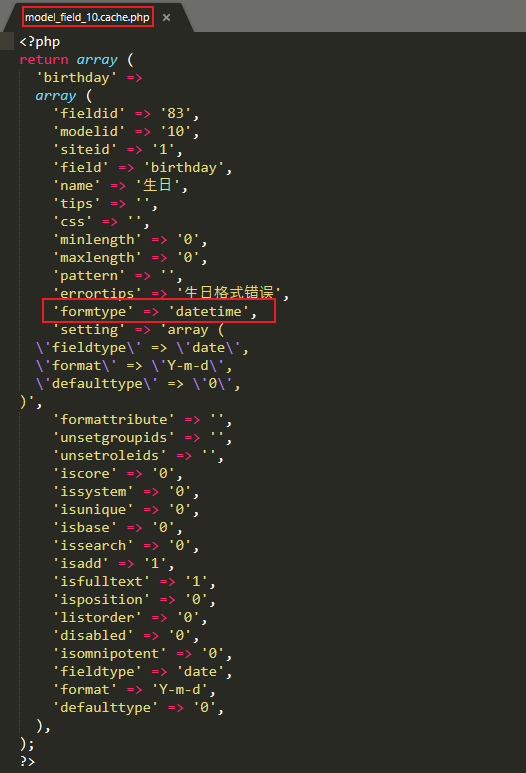 model_field_10.cache.php ×
<?php
return array (
  'birthday' =>
  array (
    'fieldid' => '83',
    'modelid' => '10',
    'siteid' => '1',
    'field' => 'birthday',
    'name' => '生日',
    'tips' => '',
    'css' => '',
    'minlength' => '0',
    'maxlength' => '0',
    'pattern' => '',
    'errortips' => '生日格式错误',
    'formtype' => 'datetime',
    'setting' => 'array (
  \'fieldtype\' => \'date\',
  \'format\' => \'Y-m-d\',
  \'defaulttype\' => \'0\',
)',
    'formattribute' => '',
    'unsetgroupids' => '',
    'unsetroleids' => '',
    'iscore' => '0',
    'issystem' => '0',
    'isunique' => '0',
    'isbase' => '0',
    'issearch' => '0',
    'isadd' => '1',
    'isfulltext' => '1',
    'isposition' => '0',
    'listorder' => '0',
    'disabled' => '0',
    'isomnipotent' => '0',
    'fieldtype' => 'date',
    'format' => 'Y-m-d',
    'defaulttype' => '0',
  ),
);
?>